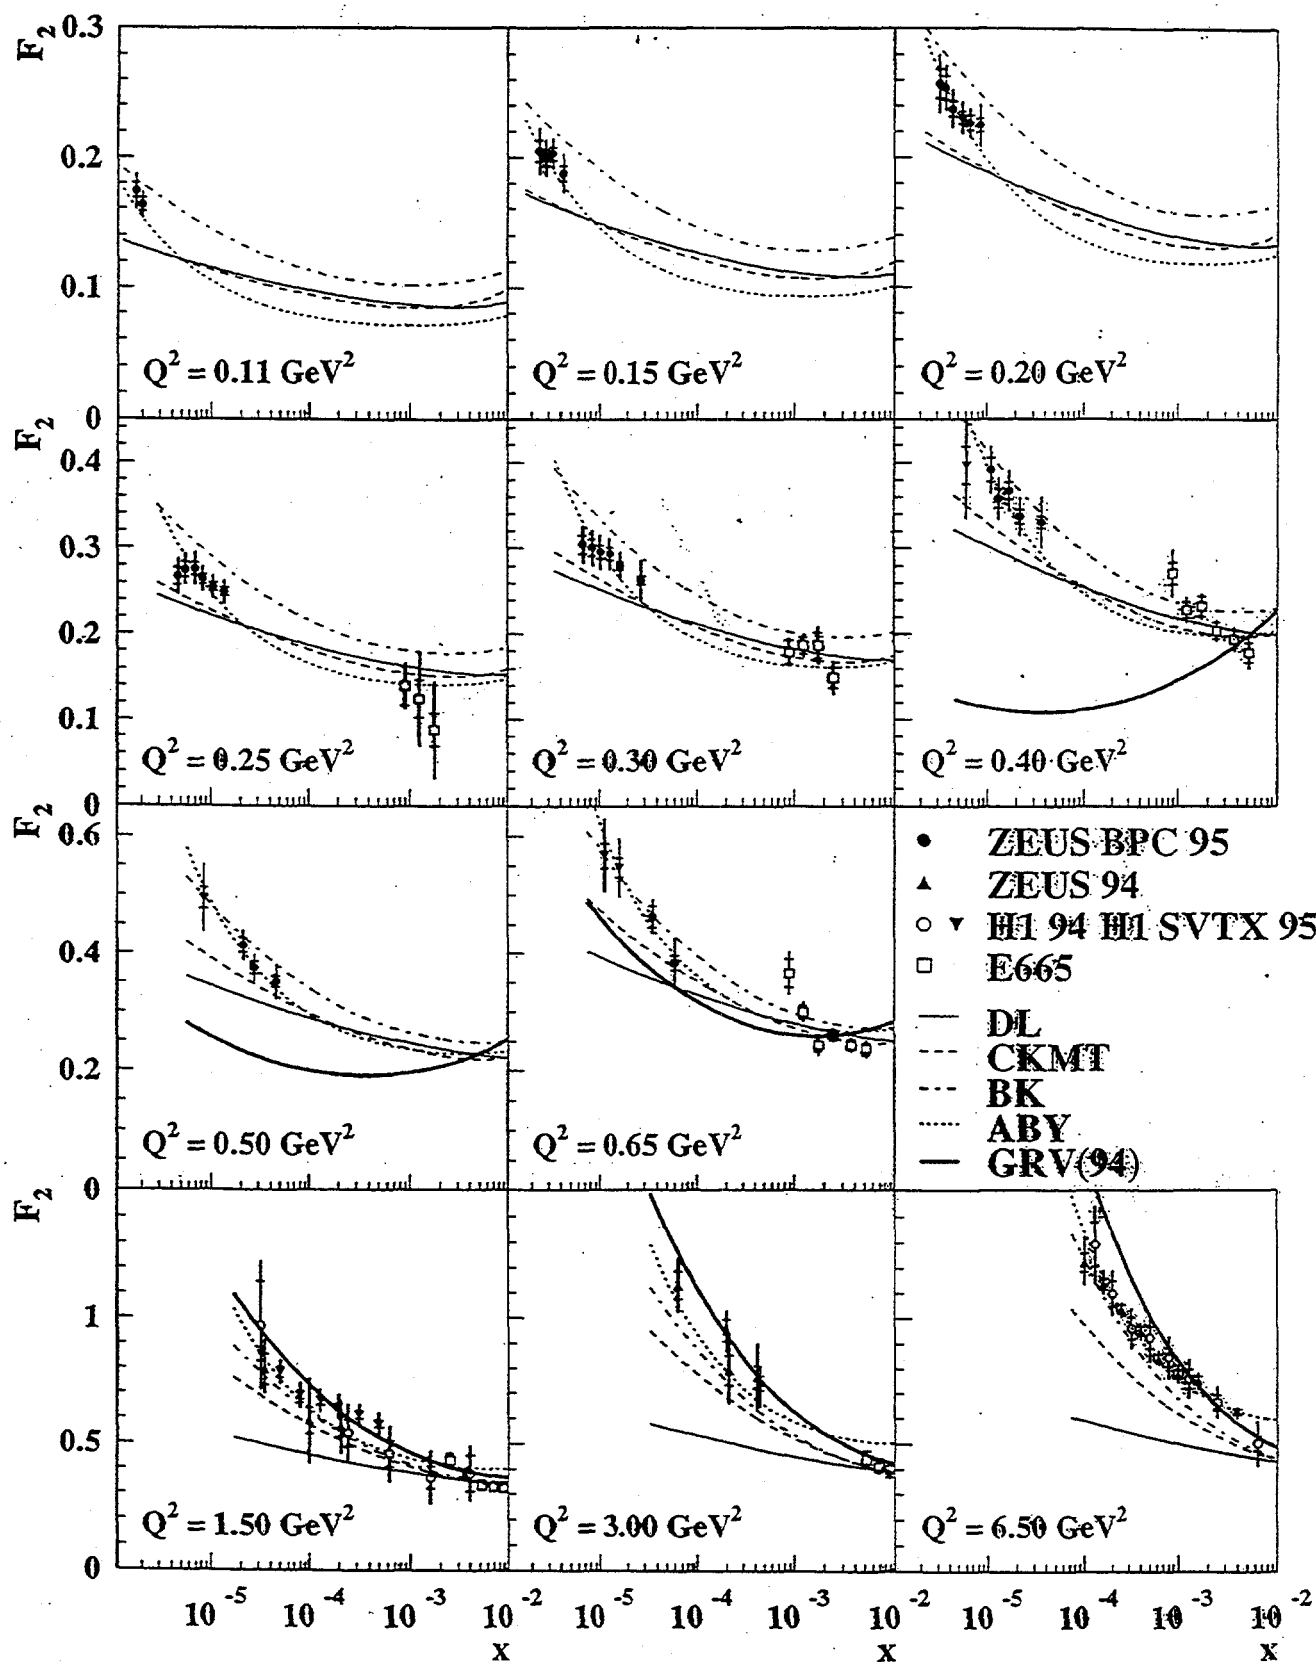 F2
0.3
0.2
0.1
0
Q² = 0.11 GeV²
Q² = 0.15 GeV²
Q² = 0.20 GeV²
F2
0.4
0.3
0.2
0.1
0
Q² = 0.25 GeV²
Q² = 0.30 GeV²
Q² = 0.40 GeV²
F2
0.6
0.4
0.2
0
Q² = 0.50 GeV²
Q² = 0.65 GeV²
ZEUS BPC 95
ZEUS 94
H1 94 H1 SVTX 95
E665
DL
CKMT
BK
ABY
GRV(94)
F2
1
0.5
0
Q² = 1.50 GeV²
Q² = 3.00 GeV²
Q² = 6.50 GeV²
10⁻⁵ 10⁻⁴ 10⁻³ 10⁻² 10⁻⁵ 10⁻⁴ 10⁻³ 10⁻² 10⁻⁵ 10⁻⁴ 10⁻³ 10⁻²
x x x